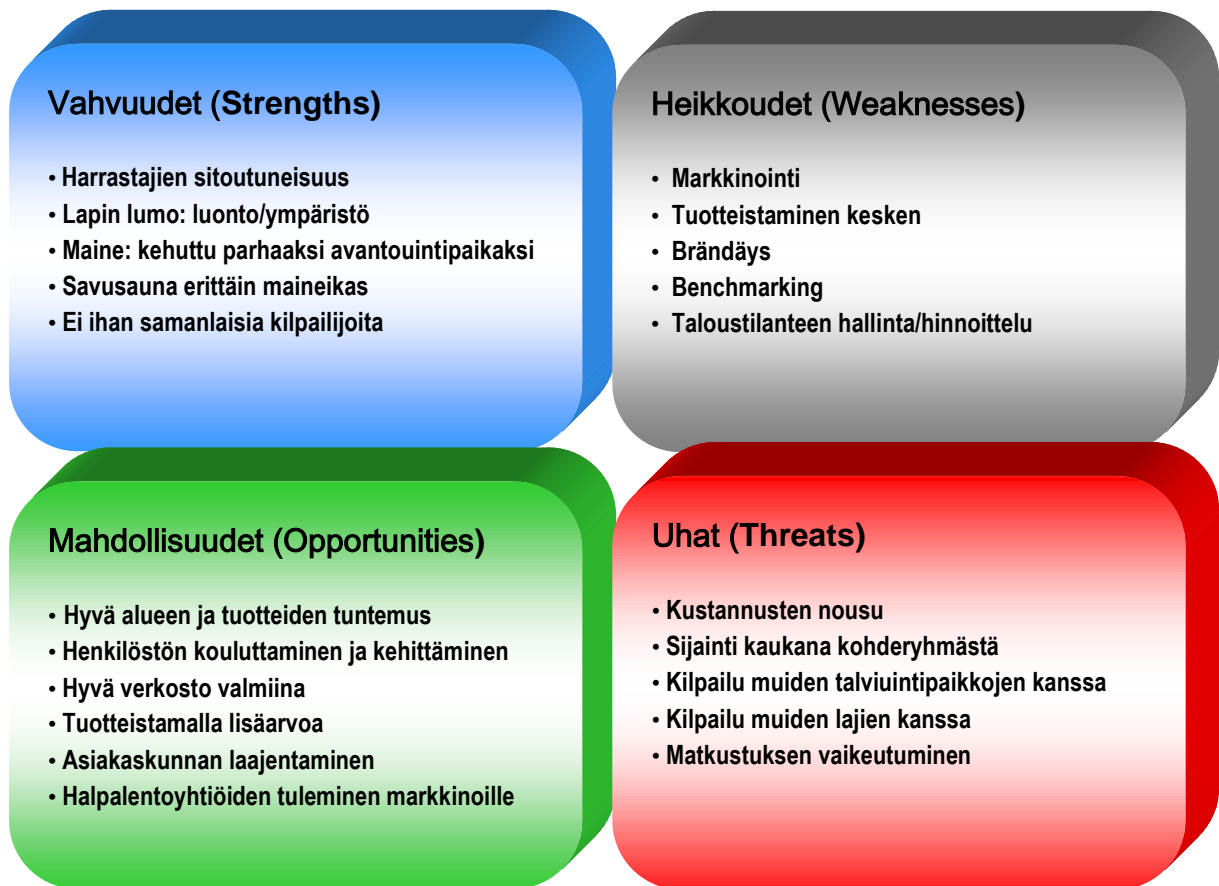 Vahvuudet (Strengths)
• Harrastajien sitoutuneisuus
• Lapin lumo: luonto/ympäristö
• Maine: kehuttu parhaaksi avantouintipaikaksi
• Savusauna erittäin maineikas
• Ei ihan samanlaisia kilpailijoita
Heikkoudet (Weaknesses)
• Markkinointi
• Tuotteistaminen kesken
• Brändäys
• Benchmarking
• Taloustilanteen hallinta/hinnoittelu
Mahdollisuudet (Opportunities)
• Hyvä alueen ja tuotteiden tuntemus
• Henkilöstön kouluttaminen ja kehittäminen
• Hyvä verkosto valmiina
• Tuotteistamalla lisäarvoa
• Asiakaskunnan laajentaminen
• Halpalentoyhtiöiden tuleminen markkinoille
Uhat (Threats)
• Kustannusten nousu
• Sijainti kaukana kohderyhmästä
• Kilpailu muiden talviuintipaikkojen kanssa
• Kilpailu muiden lajien kanssa
• Matkustuksen vaikeutuminen